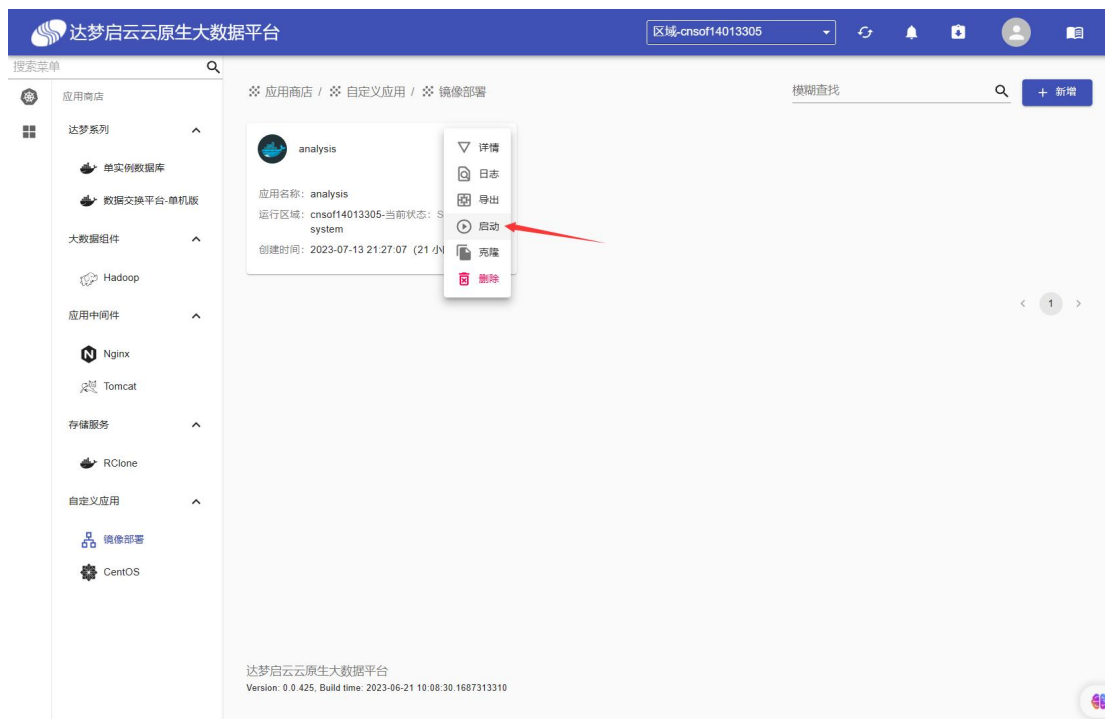 达梦启云云原生大数据平台
区域-cnsof14013305
搜索菜单
应用商店
达梦系列
单实例数据库
数据交换平台-单机版
大数据组件
Hadoop
应用中间件
Nginx
Tomcat
存储服务
RClone
自定义应用
镜像部署
CentOS
应用商店 / 自定义应用 / 镜像部署
模糊查找
+ 新增
analysis
应用名称: analysis
运行区域: cnsof14013305-当前状态: S
system
创建时间: 2023-07-13 21:27:07 (21 小
详情
日志
导出
启动
克隆
删除
< 1 >
达梦启云云原生大数据平台
Version: 0.0.425, Build time: 2023-06-21 10:08:30.1687313310